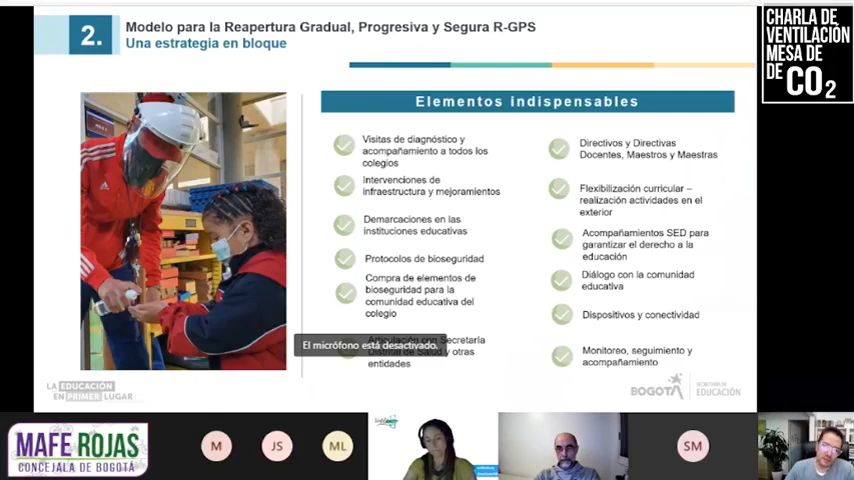 2.
Modelo para la Reapertura Gradual, Progresiva y Segura R-GPS
Una estrategia en bloque
CHARLA DE
VENTILACIÓN
MESA DE
DE CO2
Elementos indispensables
Visitas de diagnóstico y
acompañamiento a todos los
colegios
Intervenciones de
infraestructura y mejoramientos
Demarcaciones en las
instituciones educativas
Protocolos de bioseguridad
Compra de elementos de
bioseguridad para la
comunidad educativa del
colegio
Articulación con Secretaría
Distrital de Salud y otras
entidades
El micrófono está desactivado.
Directivos y Directivas
Docentes, Maestros y Maestras
Flexibilización curricular –
realización actividades en el
exterior
Acompañamientos SED para
garantizar el derecho a la
educación
Diálogo con la comunidad
educativa
Dispositivos y conectividad
Monitoreo, seguimiento y
acompañamiento
LA EDUCACIÓN
EN PRIMER LUGAR
BOGOTÁ
SECRETARÍA DE
EDUCACIÓN
MAFE ROJAS
CONCEJALA DE BOGOTÁ
M
JS
ML
SM